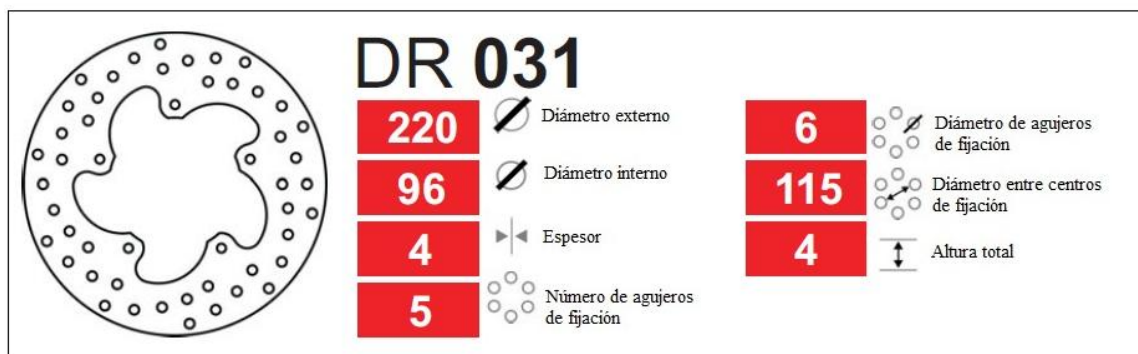 DR 031
220
Diámetro externo
96
Diámetro interno
4
Espesor
5
Número de agujeros
de fijación
6
Diámetro de agujeros
de fijación
115
Diámetro entre centros
de fijación
4
Altura total